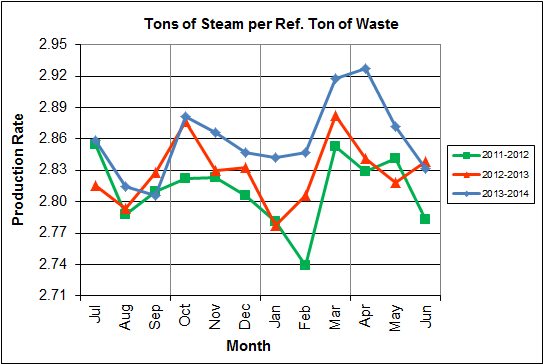 Tons of Steam per Ref. Ton of Waste
2.95
2.92
2.89
2.86
2.83
2.80
2.77
2.74
2.71
Production Rate
Jul
Aug
Sep
Oct
Nov
Dec
Jan
Feb
Mar
Apr
May
Jun
Month
2011-2012
2012-2013
2013-2014